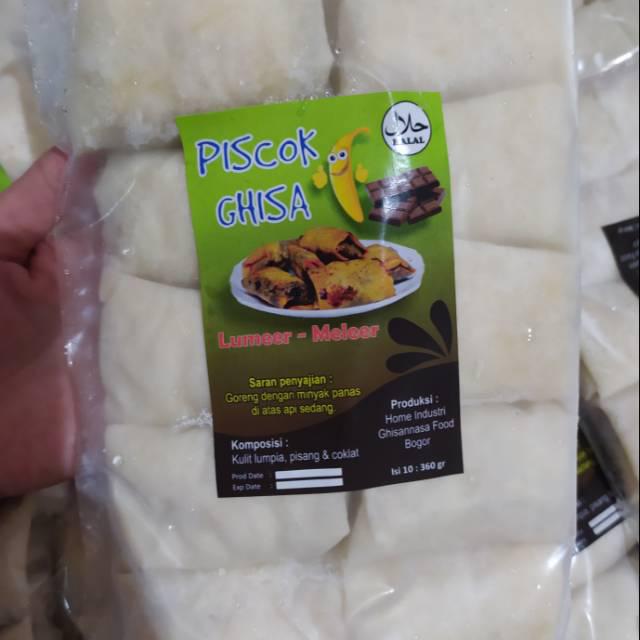 PISCOK
GHISA
حلال
HALAL
Lumeer - Meleer
Saran penyajian :
Goreng dengan minyak panas
di atas api sedang.
Komposisi :
Kulit lumpia, pisang & coklat
Prod Date :
Exp Date :
Produksi :
Home Industri
Ghisannasa Food
Bogor
Isi 10 : 360 gr